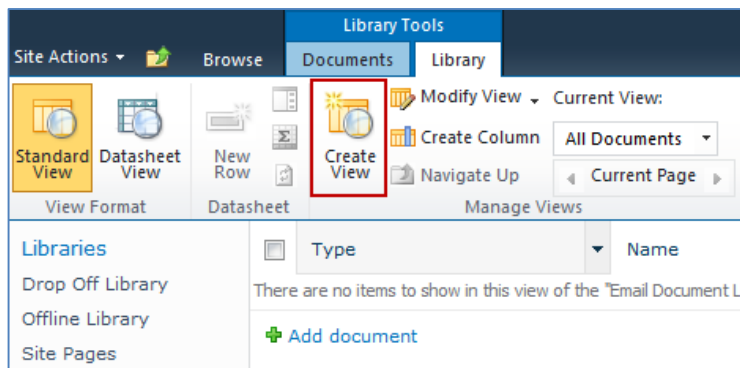 Library Tools
Site Actions Browse Documents Library
Standard View
Datasheet View
New Row
Create View
Modify View
Create Column
Navigate Up
Current View:
All Documents
Current Page
View Format
Datasheet
Manage Views
Libraries
Drop Off Library
Offline Library
Site Pages
Type Name
There are no items to show in this view of the "Email Document L
Add document